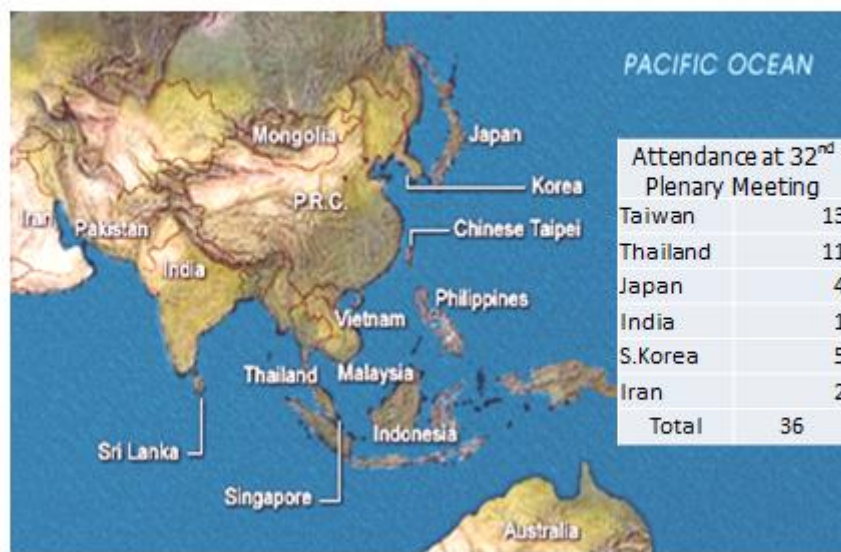 PACIFIC OCEAN
Mongolia
Japan
Korea
P.R.C.
Iran
Pakistan
Chinese Taipei
India
Philippines
Vietnam
Thailand
Malaysia
Indonesia
Sri Lanka
Singapore
Australia
Attendance at 32nd
Plenary Meeting
Taiwan 13
Thailand 11
Japan 4
India 1
S.Korea 5
Iran 2
Total 36